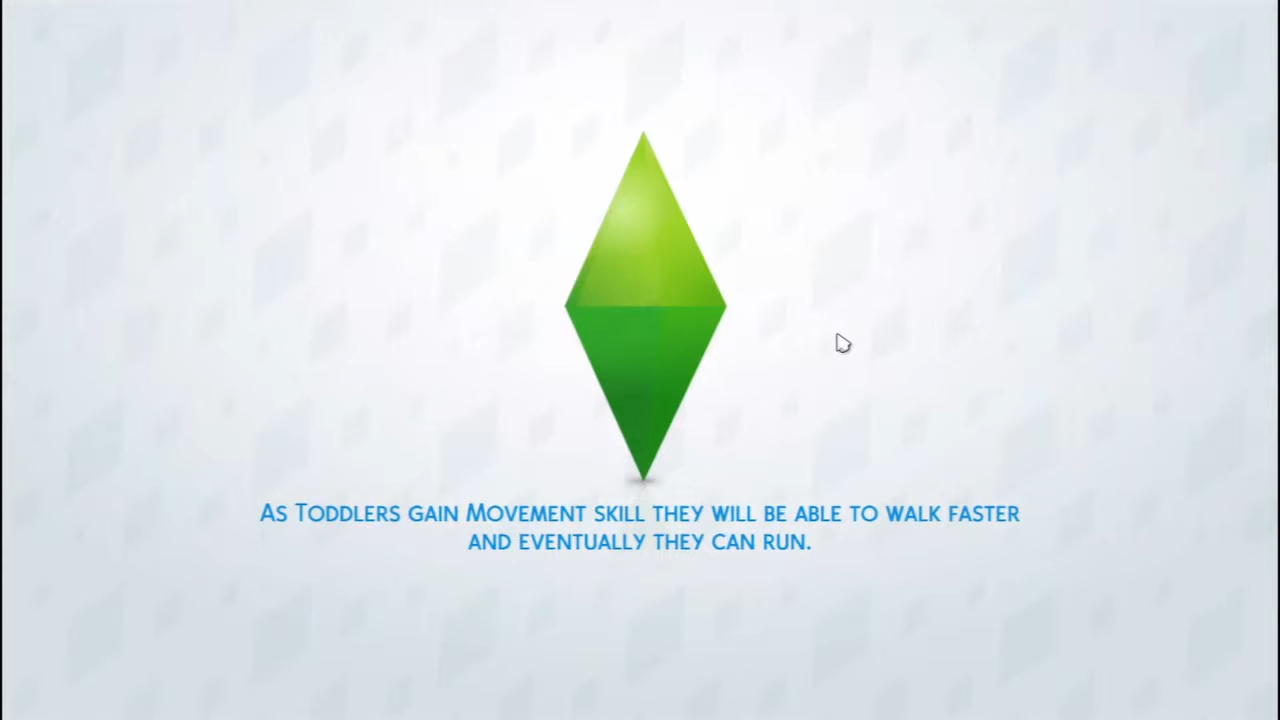 As Toddlers gain Movement skill they will be able to walk faster
and eventually they can run.